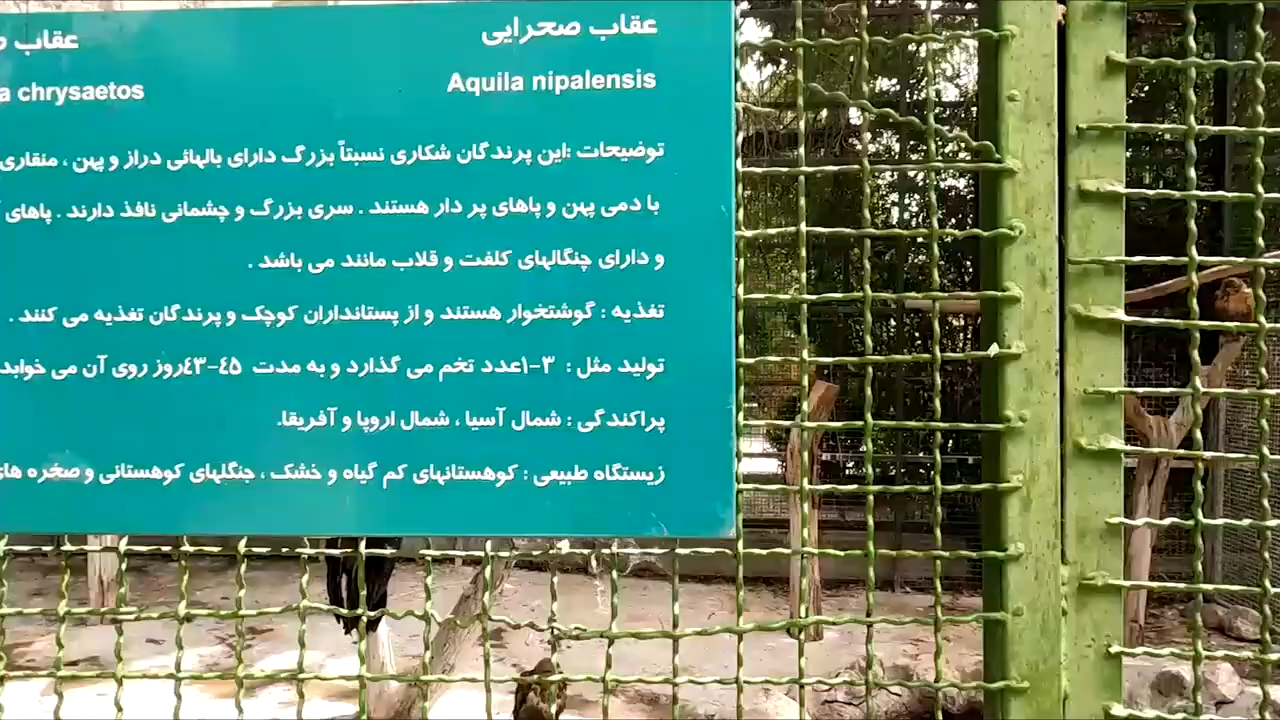 عقاب صحرایی
Aquila nipalensis
عقاب
a chrysaetos
توضیحات :این پرندگان شکاری نسبتاً بزرگ دارای بالهائی دراز و پهن ، منقاری
با دمی پهن و پاهای پر دار هستند . سری بزرگ و چشمانی نافذ دارند . پاهای
و دارای چنگالهای کلفت و قلاب مانند می باشد .
تغذیه : گوشتخوار هستند و از پستانداران کوچک و پرندگان تغذیه می کنند .
تولید مثل : ۳-۱عدد تخم می گذارد و به مدت ٤٥-٤۳روز روی آن می خوابد
پراکندگی : شمال آسیا ، شمال اروپا و آفریقا.
زیستگاه طبیعی : کوهستانهای کم گیاه و خشک ، جنگلهای کوهستانی و صخره های